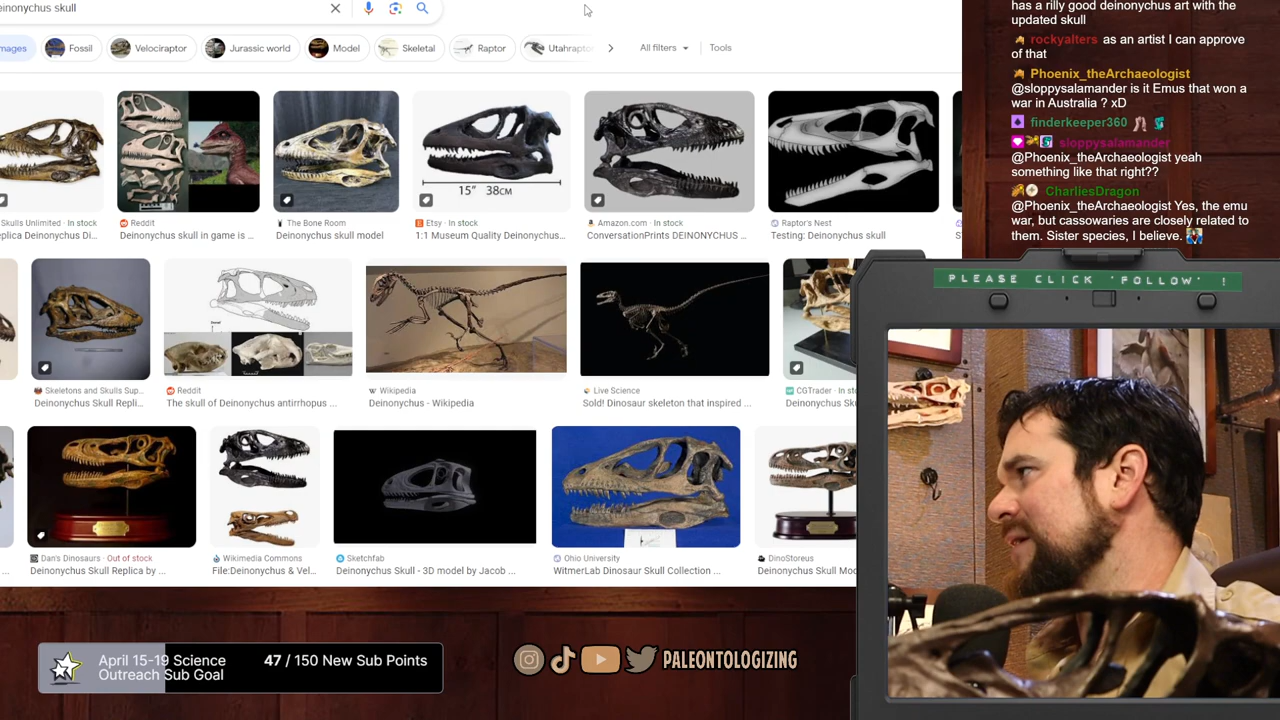 einonychus skull
mages
Fossil
Velociraptor
Jurassic world
Model
Skeletal
Raptor
Utahraptor
All filters
Tools
Skulls Unlimited · In stock
eplica Deinonychus Di...
Reddit
Deinonychus skull in game is ...
The Bone Room
Deinonychus skull model
15" 38CM
Etsy · In stock
1:1 Museum Quality Deinonychus...
Amazon.com · In stock
ConversationPrints DEINONYCHUS ...
Raptor's Nest
Testing: Deinonychus skull
Skeletons and Skulls Sup...
Deinonychus Skull Repli...
Reddit
The skull of Deinonychus antirrhopus ...
Wikipedia
Deinonychus - Wikipedia
Live Science
Sold! Dinosaur skeleton that inspired ...
CGTrader · In sto
Deinonychus Sku
Dan's Dinosaurs · Out of stock
Deinonychus Skull Replica by ...
Wikimedia Commons
File:Deinonychus & Vel...
Sketchfab
Deinonychus Skull - 3D model by Jacob ...
Ohio University
WitmerLab Dinosaur Skull Collection ...
DinoStoreus
Deinonychus Skull Mod
has a rilly good deinonychus art with the
updated skull
rockyalters as an artist I can approve
of that
Phoenix_theArchaeologist
@sloppysalamander is it Emus that won a
war in Australia ? xD
finderkeeper360
sloppysalamander
@Phoenix_theArchaeologist yeah
something like that right??
CharliesDragon
@Phoenix_theArchaeologist Yes, the emu
war, but cassowaries are closely related to
them. Sister species, I believe.
PLEASE CLICK 'FOLLOW' !
April 15-19 Science
Outreach Sub Goal
47 / 150 New Sub Points
PALEONTOLOGIZING